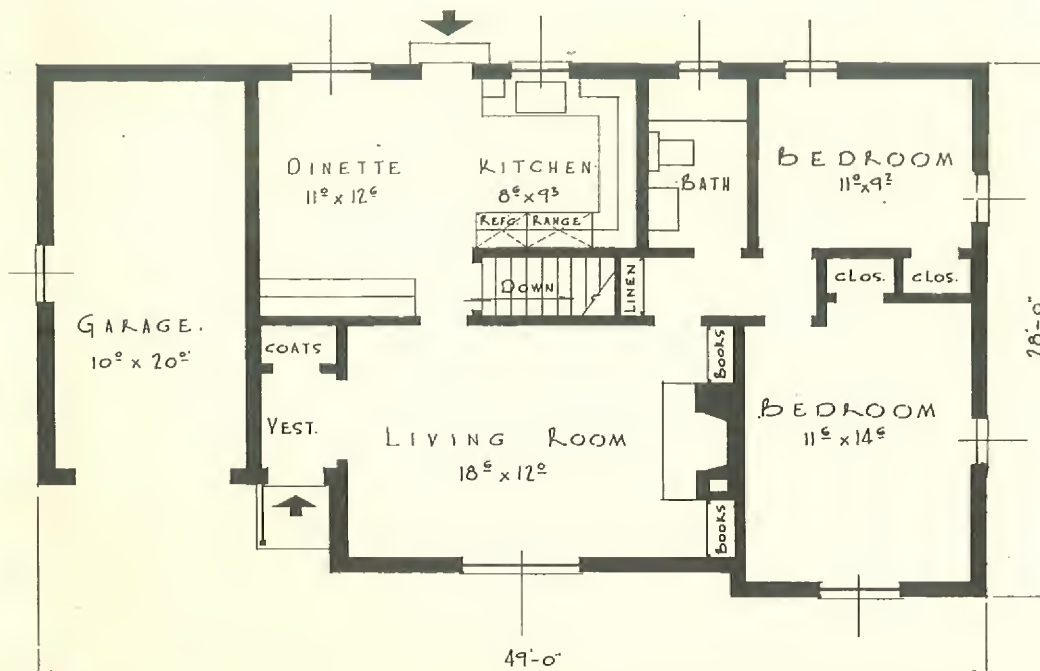 DINETTE
11⁰ x 12⁶
KITCHEN
8⁶ x 9³
REFG. RANGE
BATH
BEDROOM
11⁰ x 9²
DOWN
LINEN
CLOS.
CLOS.
GARAGE.
10⁰ x 20⁰
COATS
VEST.
LIVING ROOM
18⁶ x 12⁰
BOOKS
BOOKS
BEDROOM
11⁶ x 14⁶
28'-0"
49'-0"